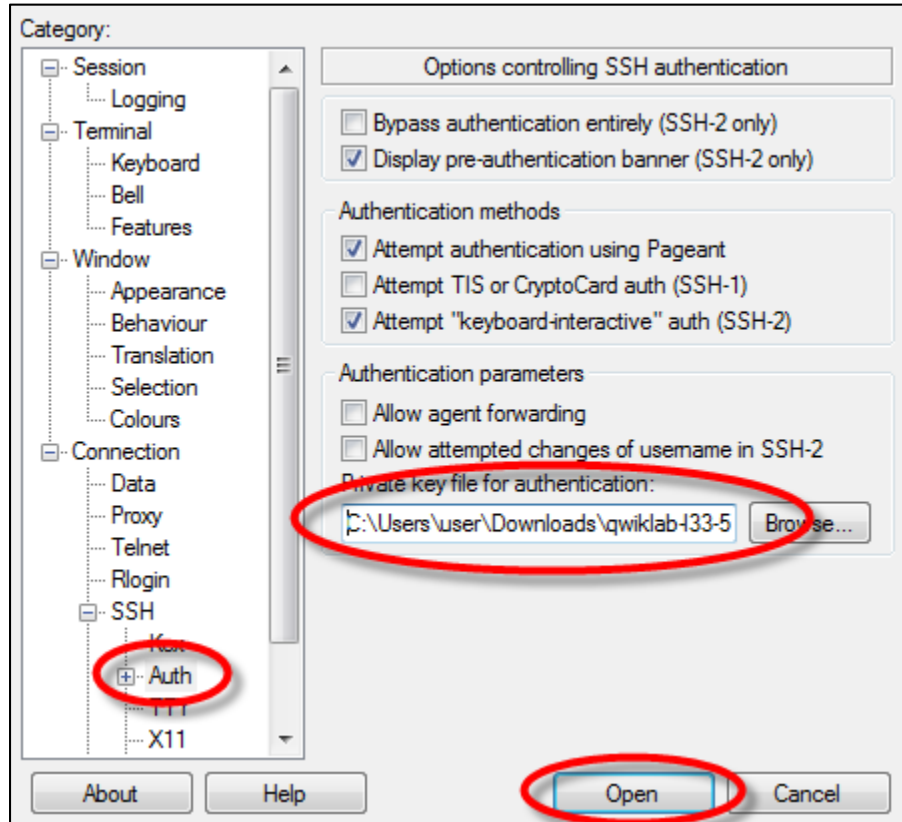 Category:
Session
Logging
Terminal
Keyboard
Bell
Features
Window
Appearance
Behaviour
Translation
Selection
Colours
Connection
Data
Proxy
Telnet
Rlogin
SSH
Kex
Auth
TTY
X11
Options controlling SSH authentication
Bypass authentication entirely (SSH-2 only)
Display pre-authentication banner (SSH-2 only)
Authentication methods
Attempt authentication using Pageant
Attempt TIS or CryptoCard auth (SSH-1)
Attempt "keyboard-interactive" auth (SSH-2)
Authentication parameters
Allow agent forwarding
Allow attempted changes of username in SSH-2
Private key file for authentication:
C:\Users\user\Downloads\qwiklab-l33-5 Browse...
About Help Open Cancel